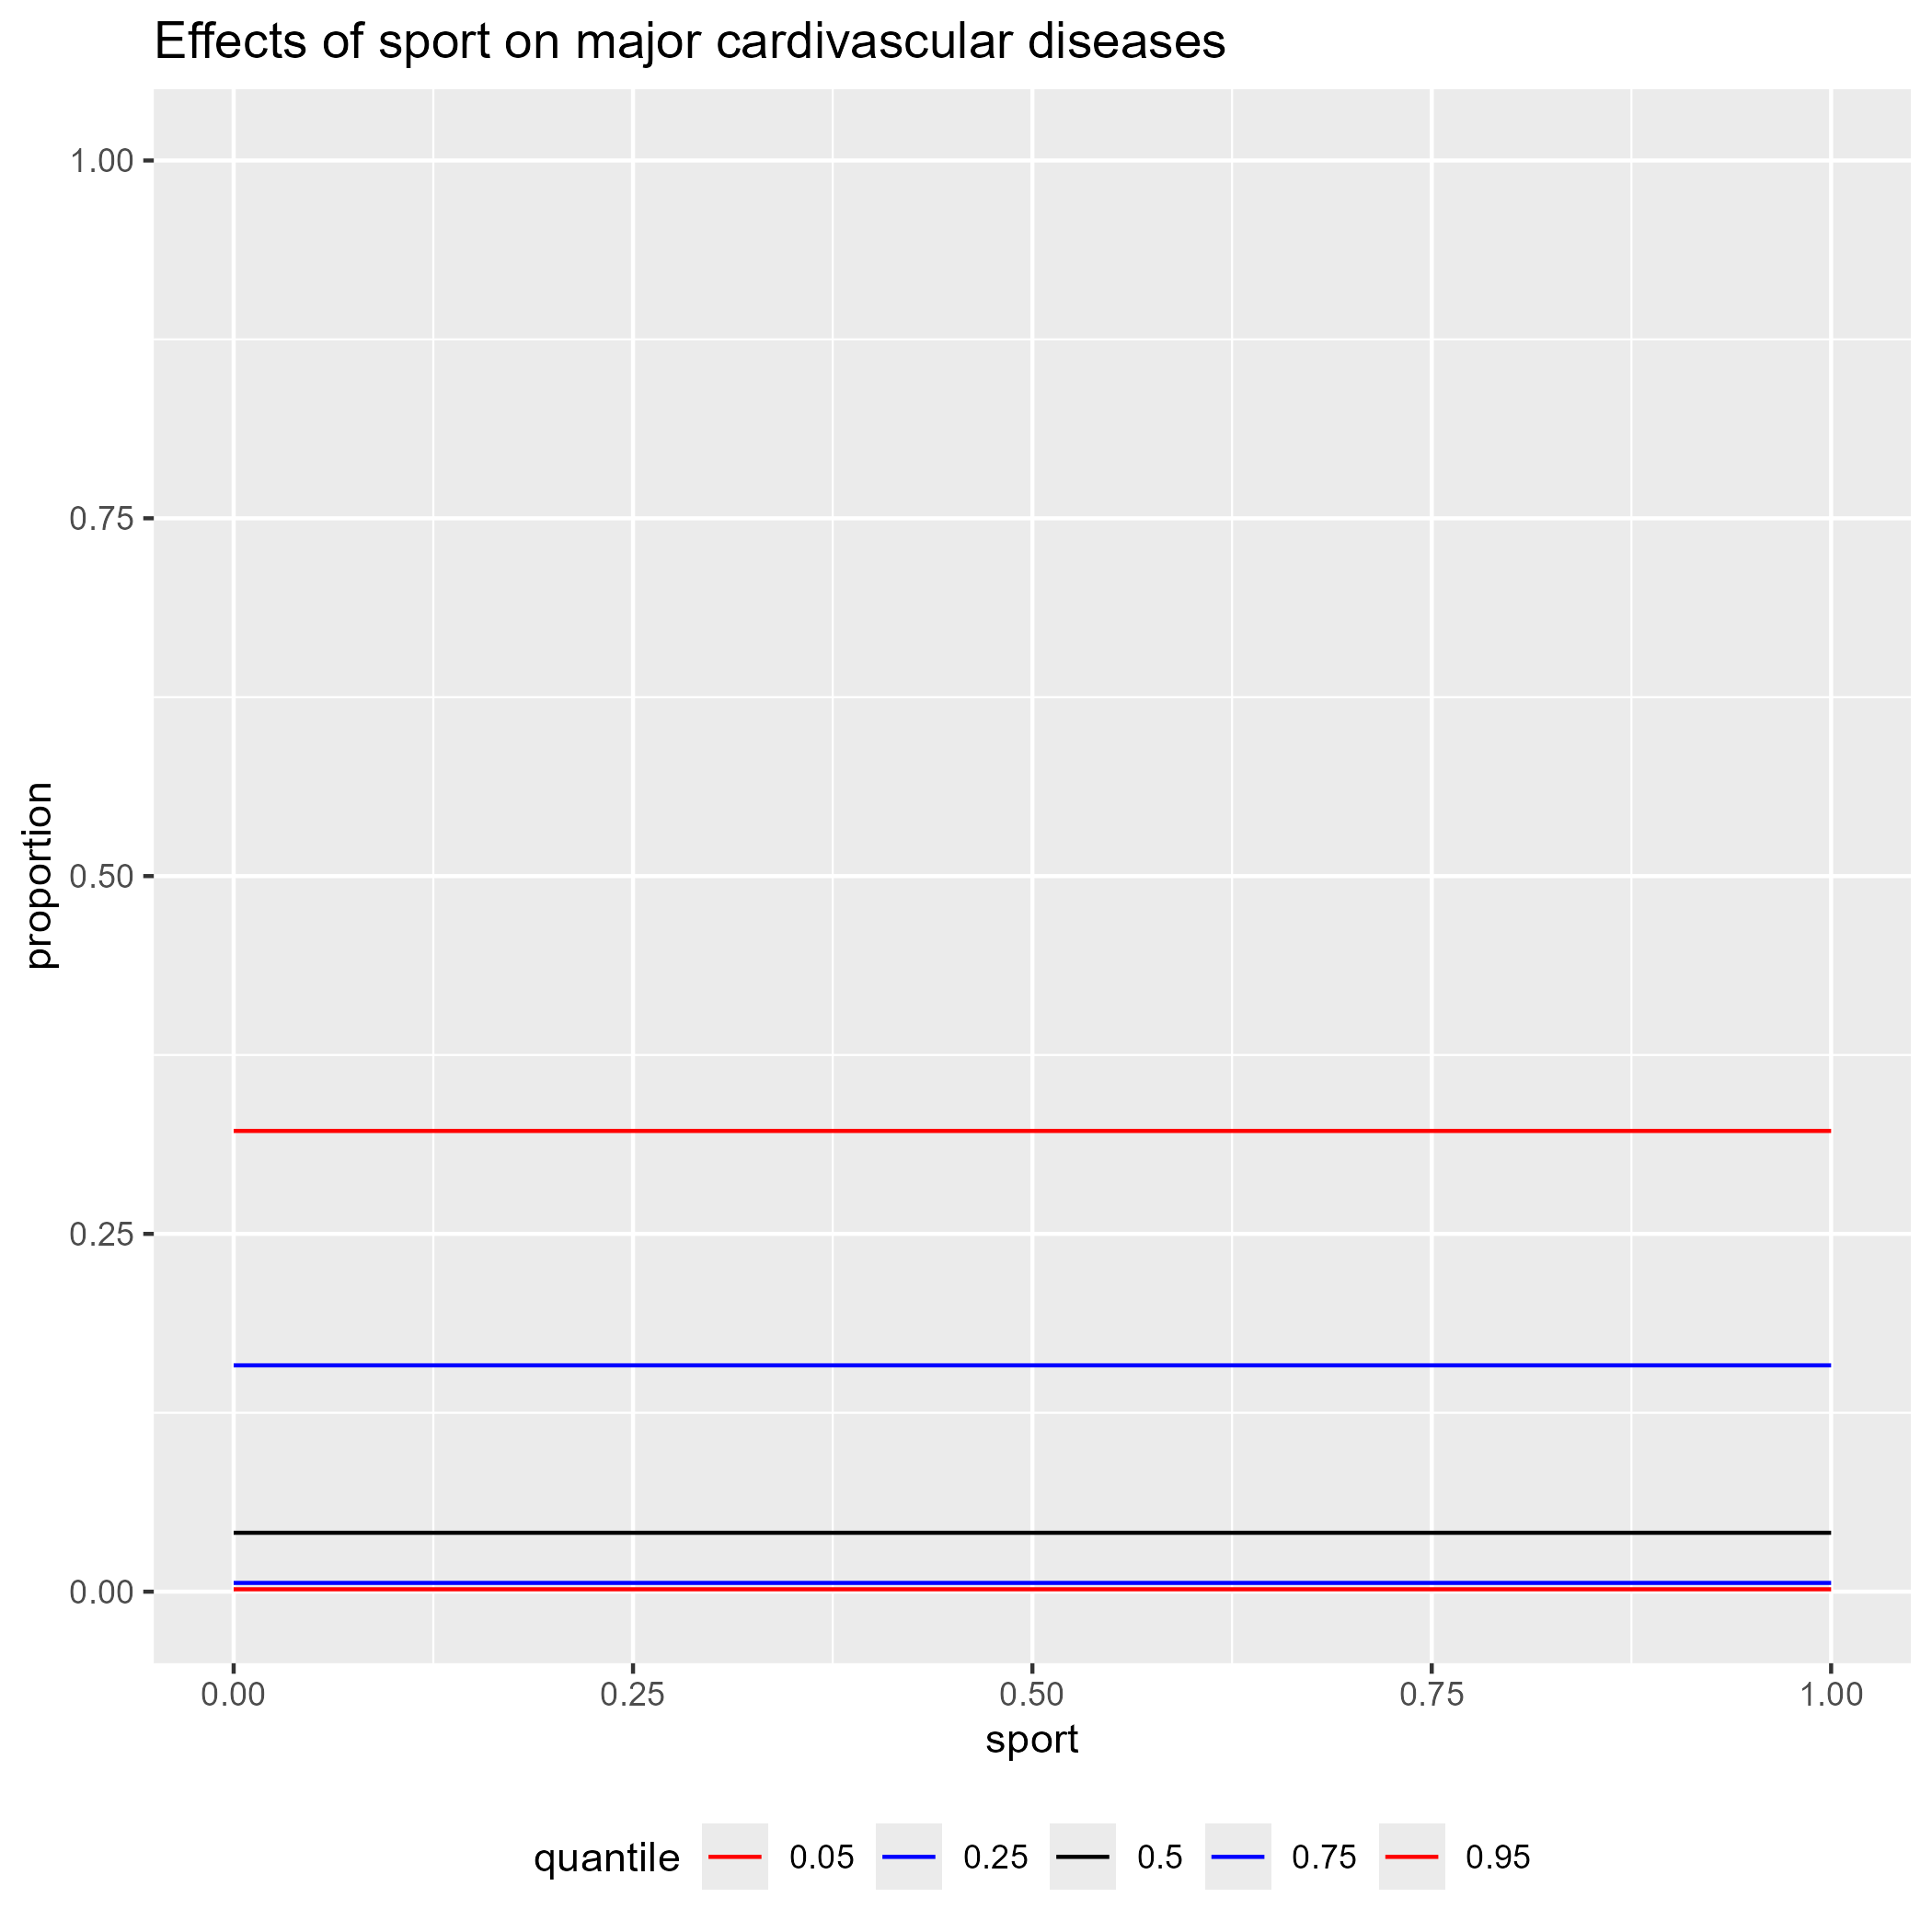 Effects of sport on major cardivascular diseases
1.00
0.75
0.50
0.25
0.00
proportion
0.00 0.25 0.50 0.75 1.00
sport
quantile 0.05 0.25 0.5 0.75 0.95